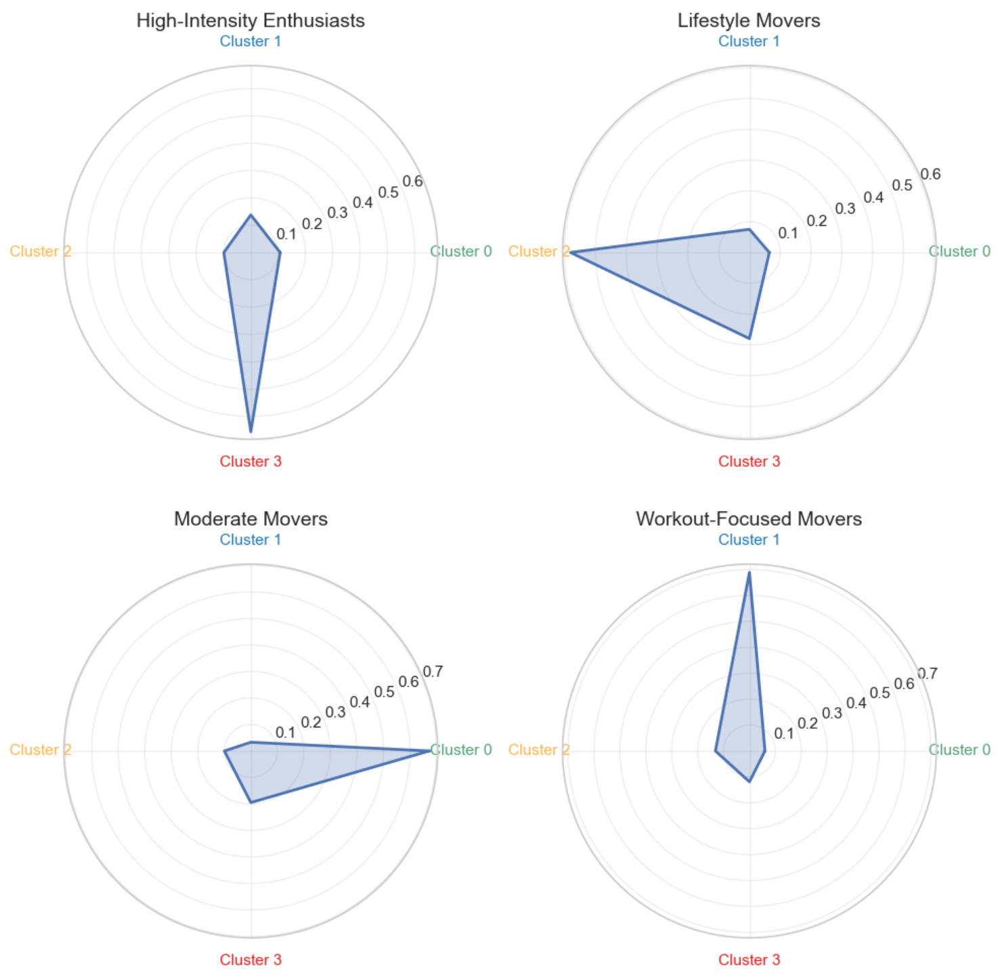 High-Intensity Enthusiasts
Cluster 1
0.6
0.5
0.4
0.3
0.2
0.1
Cluster 2
Cluster 0
Cluster 3
Lifestyle Movers
Cluster 1
0.6
0.5
0.4
0.3
0.2
0.1
Cluster 2
Cluster 0
Cluster 3
Moderate Movers
Cluster 1
0.7
0.6
0.5
0.4
0.3
0.2
0.1
Cluster 2
Cluster 0
Cluster 3
Workout-Focused Movers
Cluster 1
0.7
0.6
0.5
0.4
0.3
0.2
0.1
Cluster 2
Cluster 0
Cluster 3